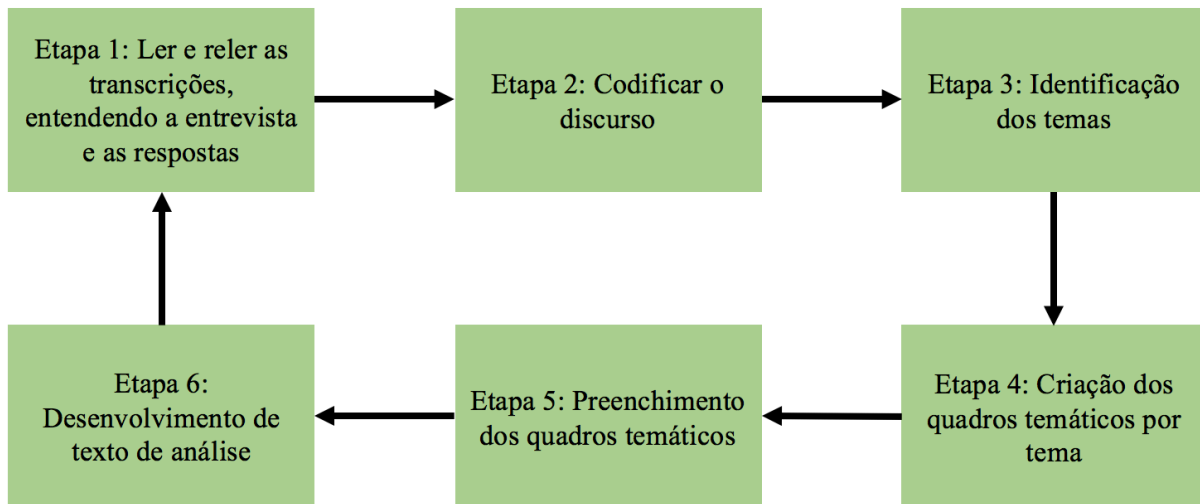 Etapa 1: Ler e reler as
transcrições,
entendendo a entrevista
e as respostas
Etapa 2: Codificar o
discurso
Etapa 3: Identificação
dos temas
Etapa 4: Criação dos
quadros temáticos por
tema
Etapa 5: Preenchimento
dos quadros temáticos
Etapa 6:
Desenvolvimento de
texto de análise